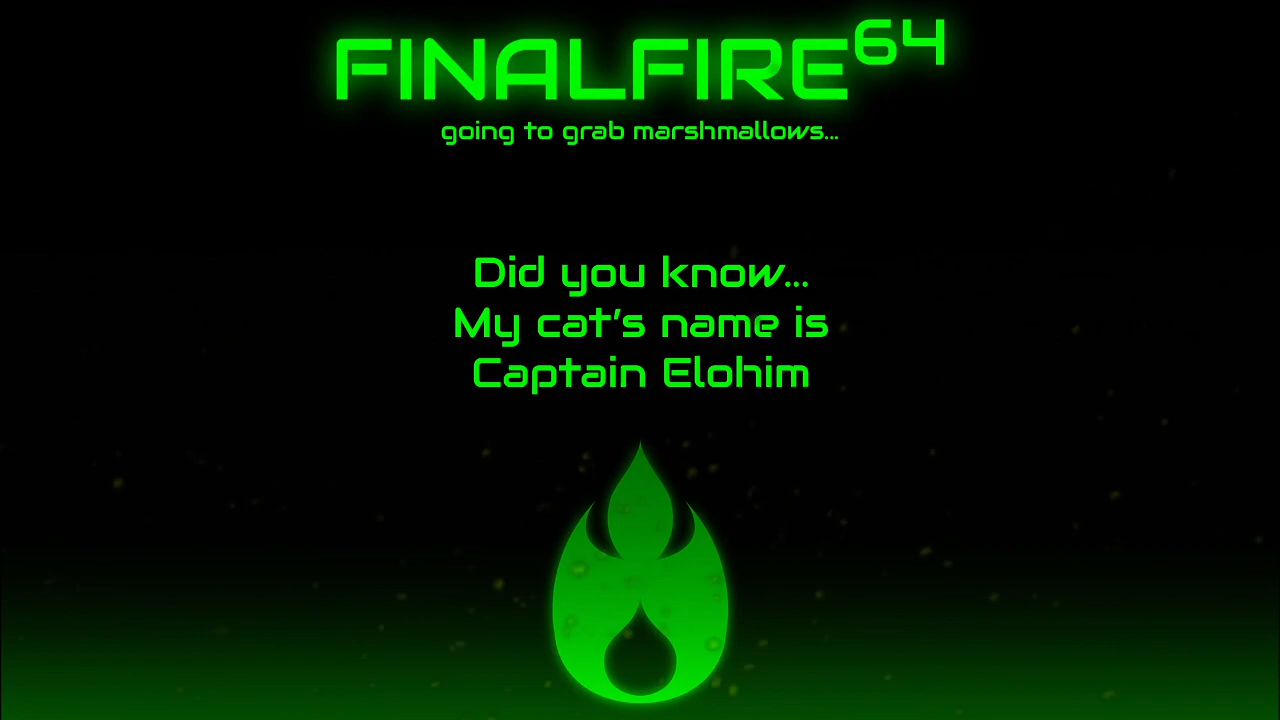 FINALFIRE64
going to grab marshmallows...
Did you know...
My cat's name is
Captain Elohim